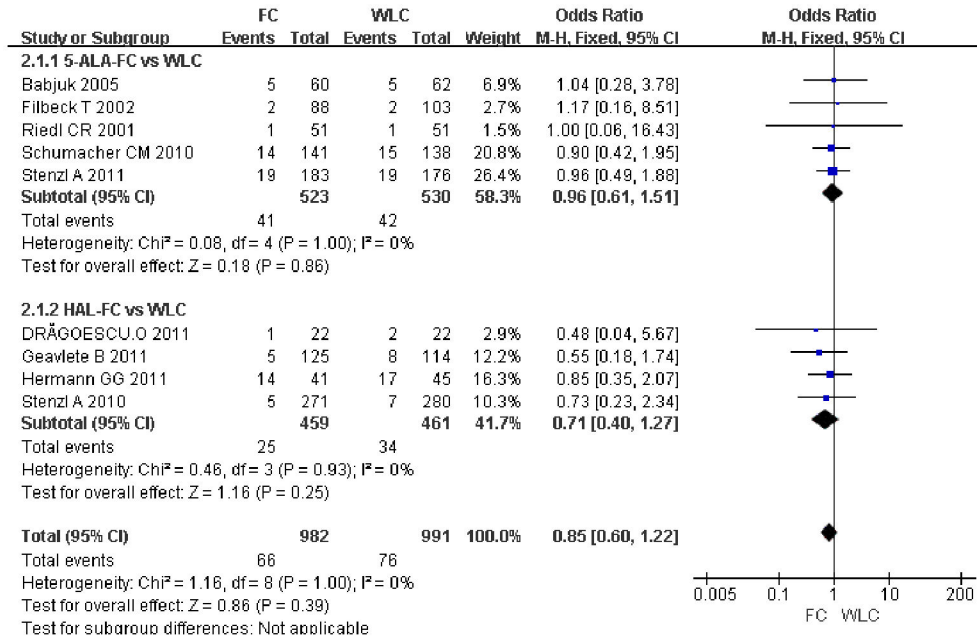 FC WLC Odds Ratio Odds Ratio
Study or Subgroup Events Total Events Total Weight M-H, Fixed, 95% CI M-H, Fixed, 95% CI
2.1.1 5-ALA-FC vs WLC
Babjuk 2005 5 60 5 62 6.9% 1.04 [0.28, 3.78]
Filbeck T 2002 2 88 2 103 2.7% 1.17 [0.16, 8.51]
Riedl CR 2001 1 51 1 51 1.5% 1.00 [0.06, 16.43]
Schumacher CM 2010 14 141 15 138 20.8% 0.90 [0.42, 1.95]
Stenzl A 2011 19 183 19 176 26.4% 0.96 [0.49, 1.88]
Subtotal (95% CI) 523 530 58.3% 0.96 [0.61, 1.51]
Total events 41 42
Heterogeneity: Chi² = 0.08, df = 4 (P = 1.00); I² = 0%
Test for overall effect: Z = 0.18 (P = 0.86)
2.1.2 HAL-FC vs WLC
DRĂGOESCU.O 2011 1 22 2 22 2.9% 0.48 [0.04, 5.67]
Geavlete B 2011 5 125 8 114 12.2% 0.55 [0.18, 1.74]
Hermann GG 2011 14 41 17 45 16.3% 0.85 [0.35, 2.07]
Stenzl A 2010 5 271 7 280 10.3% 0.73 [0.23, 2.34]
Subtotal (95% CI) 459 461 41.7% 0.71 [0.40, 1.27]
Total events 25 34
Heterogeneity: Chi² = 0.46, df = 3 (P = 0.93); I² = 0%
Test for overall effect: Z = 1.16 (P = 0.25)
Total (95% CI) 982 991 100.0% 0.85 [0.60, 1.22]
Total events 66 76
Heterogeneity: Chi² = 1.16, df = 8 (P = 1.00); I² = 0%
Test for overall effect: Z = 0.86 (P = 0.39)
Test for subgroup differences: Not applicable
0.005 0.1 1 10 200
FC WLC